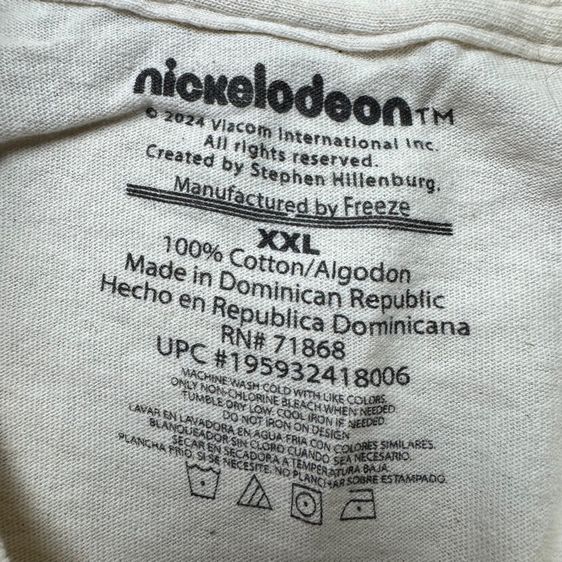 nickelodeon™
© 2024 Viacom International Inc.
All rights reserved.
Created by Stephen Hillenburg.
Manufactured by Freeze
XXL
100% Cotton/Algodon
Made in Dominican Republic
Hecho en Republica Dominicana
RN# 71868
UPC #195932418006
MACHINE WASH COLD WITH LIKE COLORS,
ONLY NON-CHLORINE BLEACH WHEN NEEDED
TUMBLE DRY LOW. COOL IRON IF NEEDED.
DO NOT IRON ON DESIGN
LAVAR EN LAVADORA EN AGUA FRIA CON COLORES SIMILARES.
BLANQUEADOR SIN CLORO CUANDO SEA NECESARIO.
SECAR EN SECADORA A TEMPERATURA BAJA.
PLANCHA FRIO, SI SE NECESITE, NO PLANCHAR SOBRE ESTAMPADO.